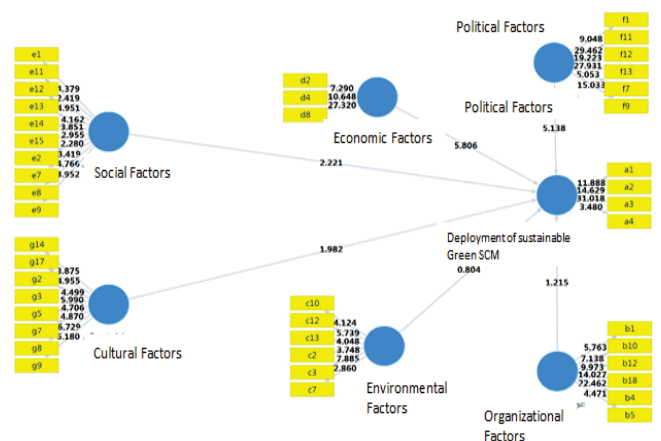 Political Factors
f1
f11
f12
f13
f7
f9
9.048
29.462
19.223
27.931
5.053
15.033
Political Factors
5.138
e1
e11
e12
e13
e14
e15
e2
e7
e8
e9
2.419
4.951
4.162
3.851
2.955
2.280
3.419
4.766
Social Factors
2.221
d2
d4
d8
7.290
10.648
27.320
Economic Factors
5.806
a1
a2
a3
a4
11.888
14.629
31.018
3.480
Deployment of sustainable
Green SCM
g14
g17
g2
g3
g5
g7
g8
g9
3.875
4.955
4.499
5.990
4.706
4.870
6.729
Cultural Factors
1.982
c10
c12
c13
c2
c3
c7
4.124
5.739
4.048
3.748
7.885
2.860
Environmental
Factors
0.804
1.215
b1
b10
b12
b18
b4
b5
5.763
7.138
9.973
14.027
22.462
4.471
Organizational
Factors